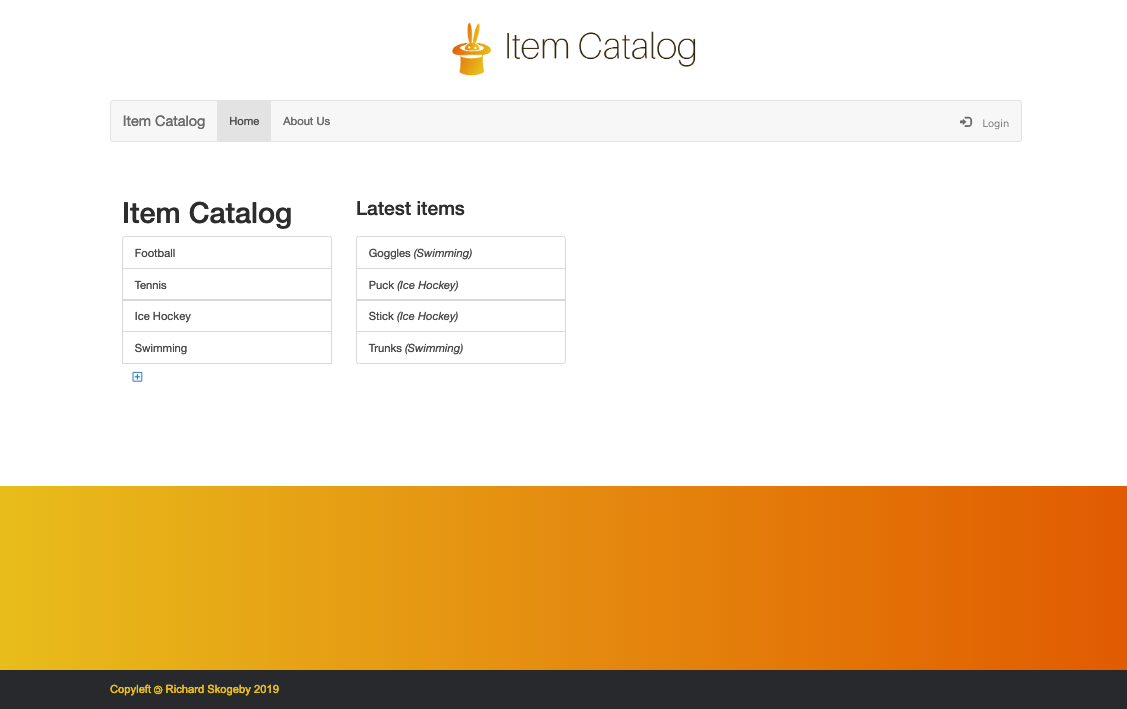 Item Catalog
Item Catalog Home About Us Login
Item Catalog
Football
Tennis
Ice Hockey
Swimming
Latest items
Goggles (Swimming)
Puck (Ice Hockey)
Stick (Ice Hockey)
Trunks (Swimming)
Copyleft @ Richard Skogeby 2019